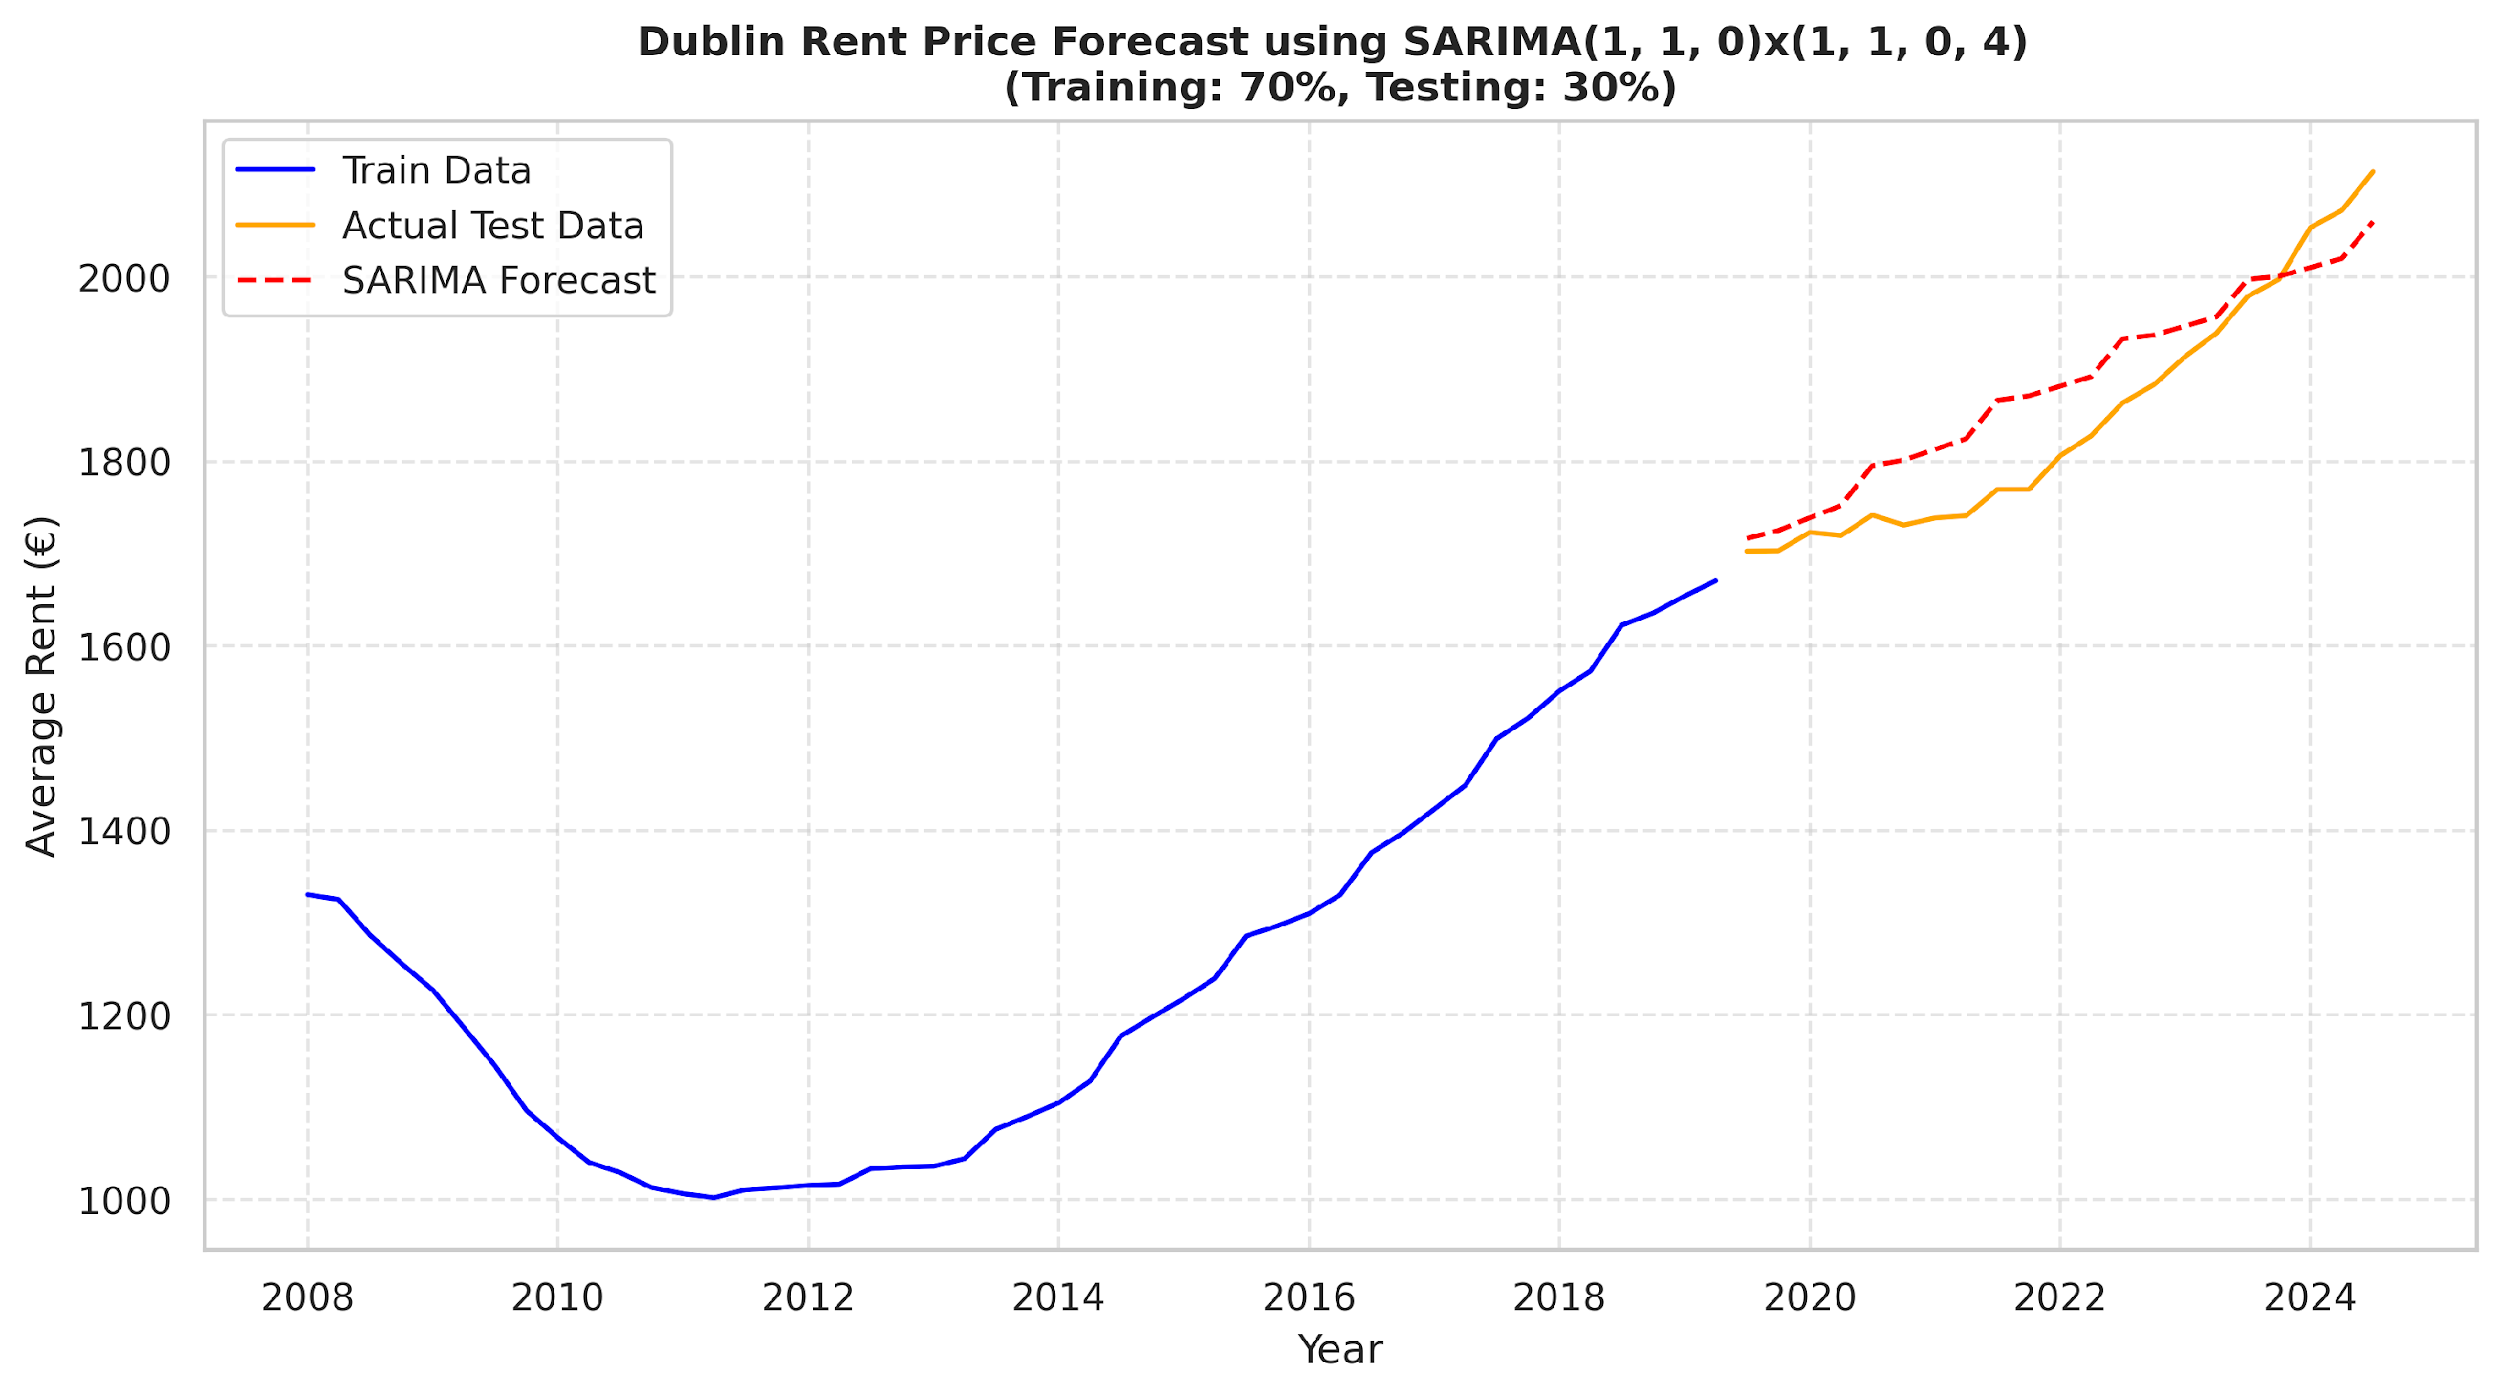 Dublin Rent Price Forecast using SARIMA(1, 1, 0)x(1, 1, 0, 4)
(Training: 70%, Testing: 30%)
Train Data
Actual Test Data
SARIMA Forecast
Average Rent (€)
2000
1800
1600
1400
1200
1000
2008 2010 2012 2014 2016 2018 2020 2022 2024
Year